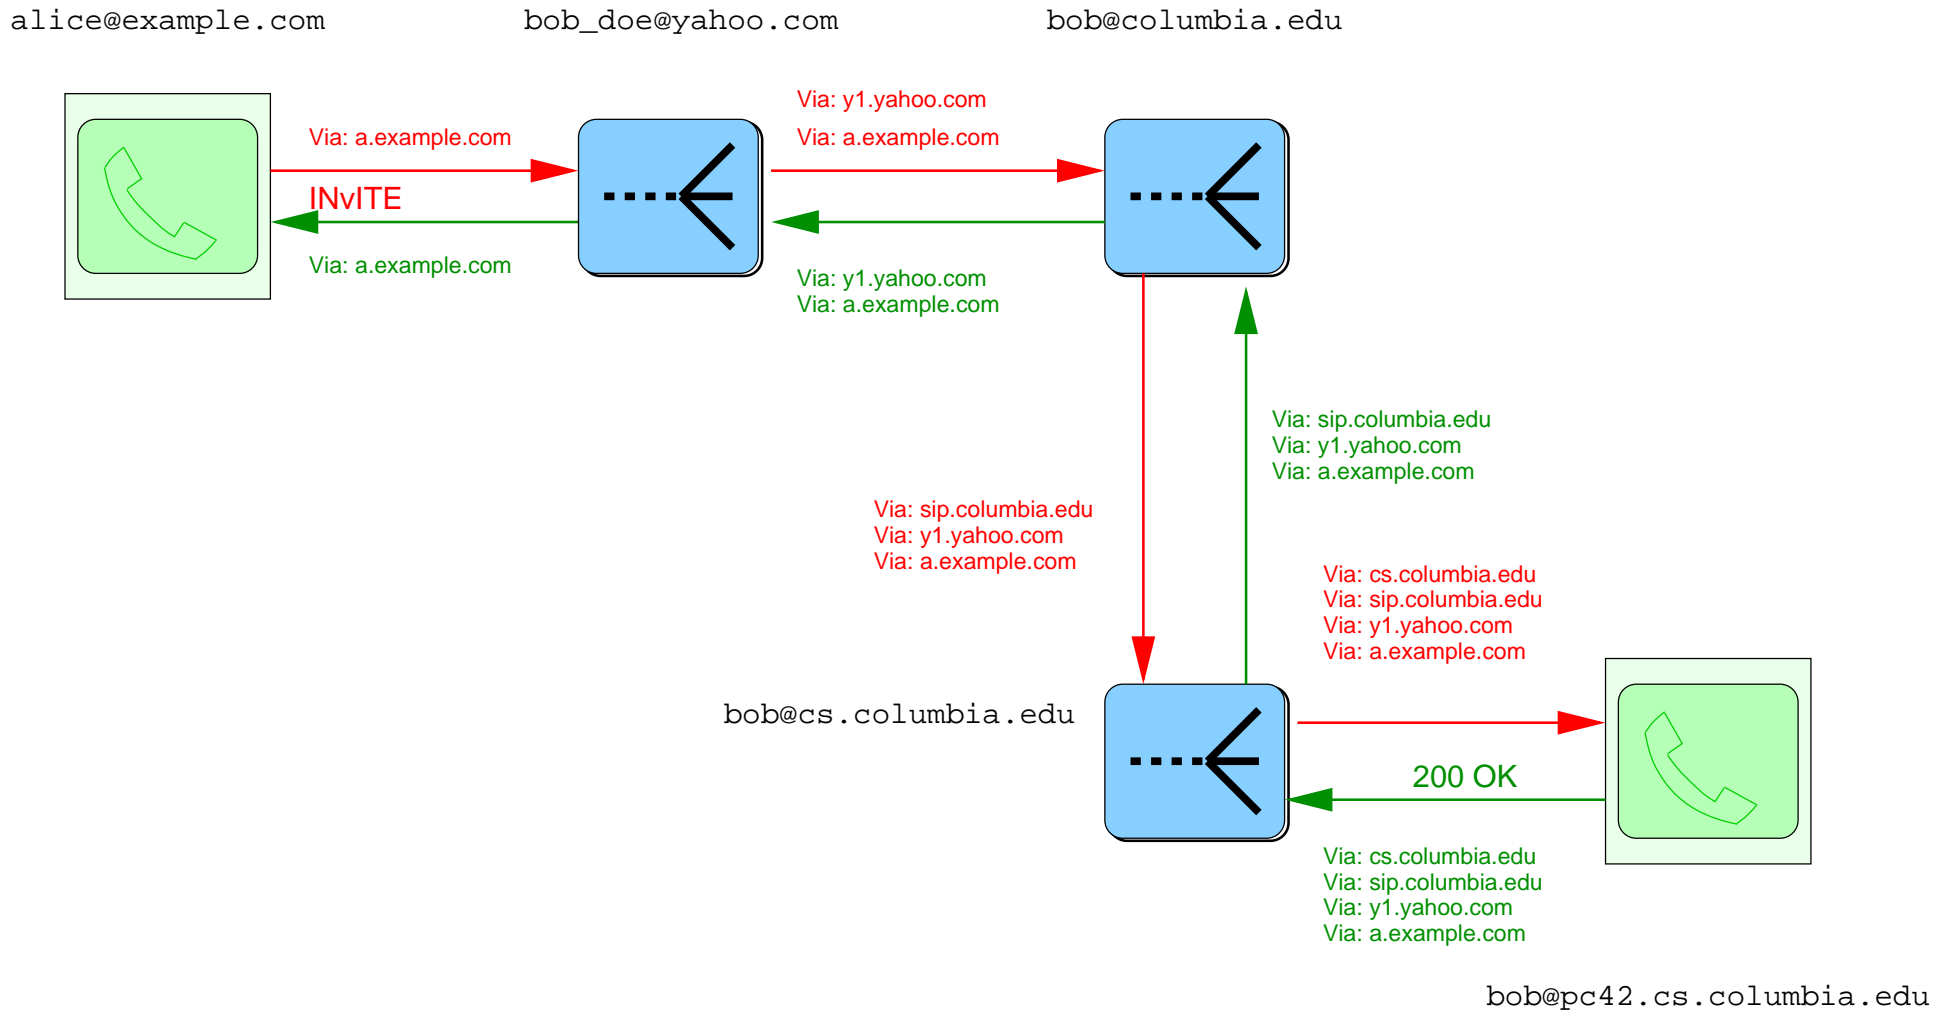 alice@example.com
bob_doe@yahoo.com
bob@columbia.edu
Via: a.example.com
INvITE
Via: a.example.com
Via: y1.yahoo.com
Via: a.example.com
Via: y1.yahoo.com
Via: a.example.com
Via: sip.columbia.edu
Via: y1.yahoo.com
Via: a.example.com
Via: sip.columbia.edu
Via: y1.yahoo.com
Via: a.example.com
Via: cs.columbia.edu
Via: sip.columbia.edu
Via: y1.yahoo.com
Via: a.example.com
bob@cs.columbia.edu
200 OK
Via: cs.columbia.edu
Via: sip.columbia.edu
Via: y1.yahoo.com
Via: a.example.com
bob@pc42.cs.columbia.edu